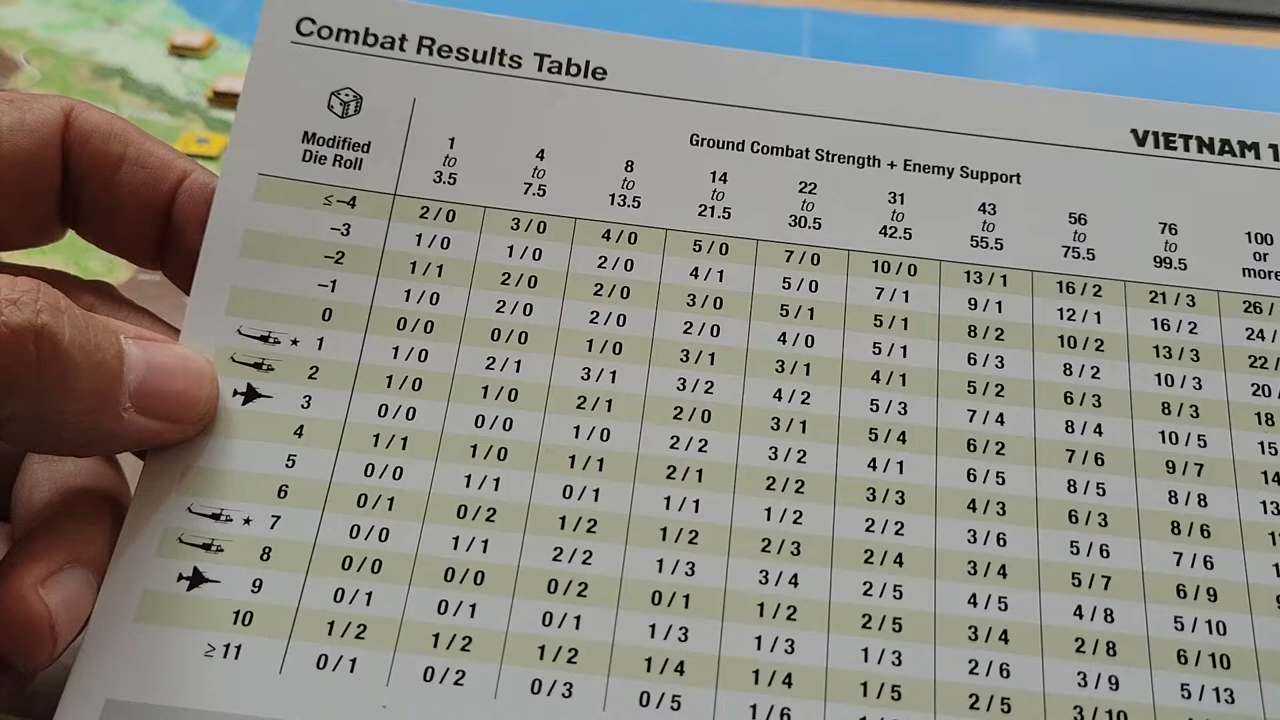 Combat Results Table
VIETNAM 1
Modified
Die Roll
Ground Combat Strength + Enemy Support
1 to 3.5
4 to 7.5
8 to 13.5
14 to 21.5
22 to 30.5
31 to 42.5
43 to 55.5
56 to 75.5
76 to 99.5
100 or more
≤–4 2/0 3/0 4/0 5/0 7/0 10/0 13/1 16/2 21/3 26/
–3 1/0 1/0 2/0 4/1 5/0 7/1 9/1 12/1 16/2 24/
–2 1/1 2/0 2/0 3/0 5/1 5/1 8/2 10/2 13/3 22/
–1 1/0 2/0 2/0 2/0 4/0 5/1 6/3 8/2 10/3 20
0 0/0 0/0 1/0 3/1 3/1 4/1 5/2 6/3 8/3 18
★ 1 1/0 2/1 3/1 3/2 4/2 5/3 7/4 8/4 10/5 15
2 1/0 1/0 2/1 2/0 3/1 5/4 6/2 7/6 9/7 14
3 0/0 0/0 1/0 2/2 3/2 4/1 6/5 8/5 8/8 13
4 1/1 1/0 1/1 2/1 2/2 3/3 4/3 6/3 8/6
5 0/0 1/1 0/1 1/1 1/2 2/2 3/6 5/6 7/6
6 0/1 0/2 1/2 1/2 2/3 2/4 3/4 5/7 6/9
★ 7 0/0 1/1 2/2 1/3 3/4 2/5 4/5 4/8 5/10
8 0/0 0/0 0/2 0/1 1/2 2/5 3/4 2/8 6/10
9 0/1 0/1 0/1 1/3 1/3 1/3 2/6 3/9 5/13
10 1/2 1/2 1/2 1/4 1/4 1/5 2/5 3/10
≥11 0/1 0/2 0/3 0/5 1/6